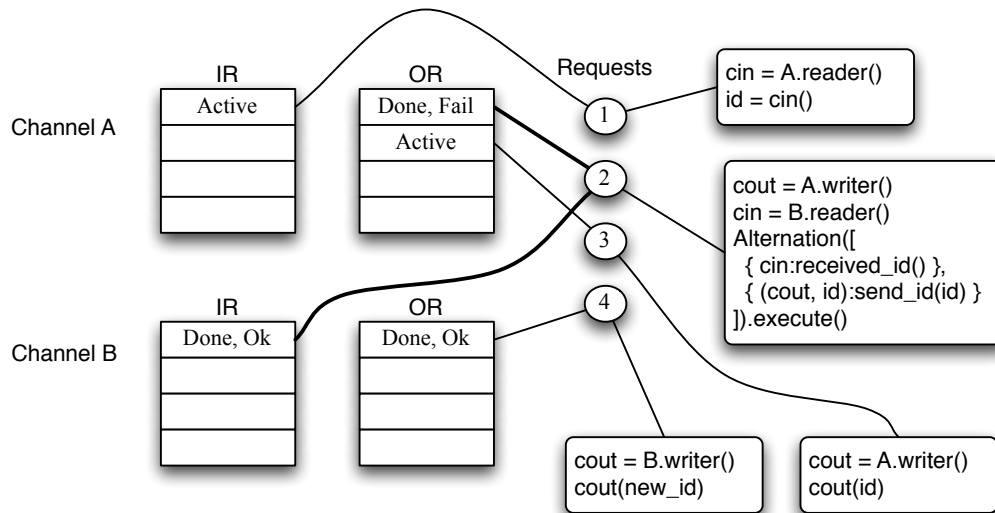 IR
OR
Requests
Channel A
Active
Done, Fail
Active
1
2
3
4
cin = A.reader()
id = cin()
cout = A.writer()
cin = B.reader()
Alternation([
{ cin:received_id() },
{ (cout, id):send_id(id) }
]).execute()
IR
OR
Channel B
Done, Ok
Done, Ok
cout = B.writer()
cout(new_id)
cout = A.writer()
cout(id)